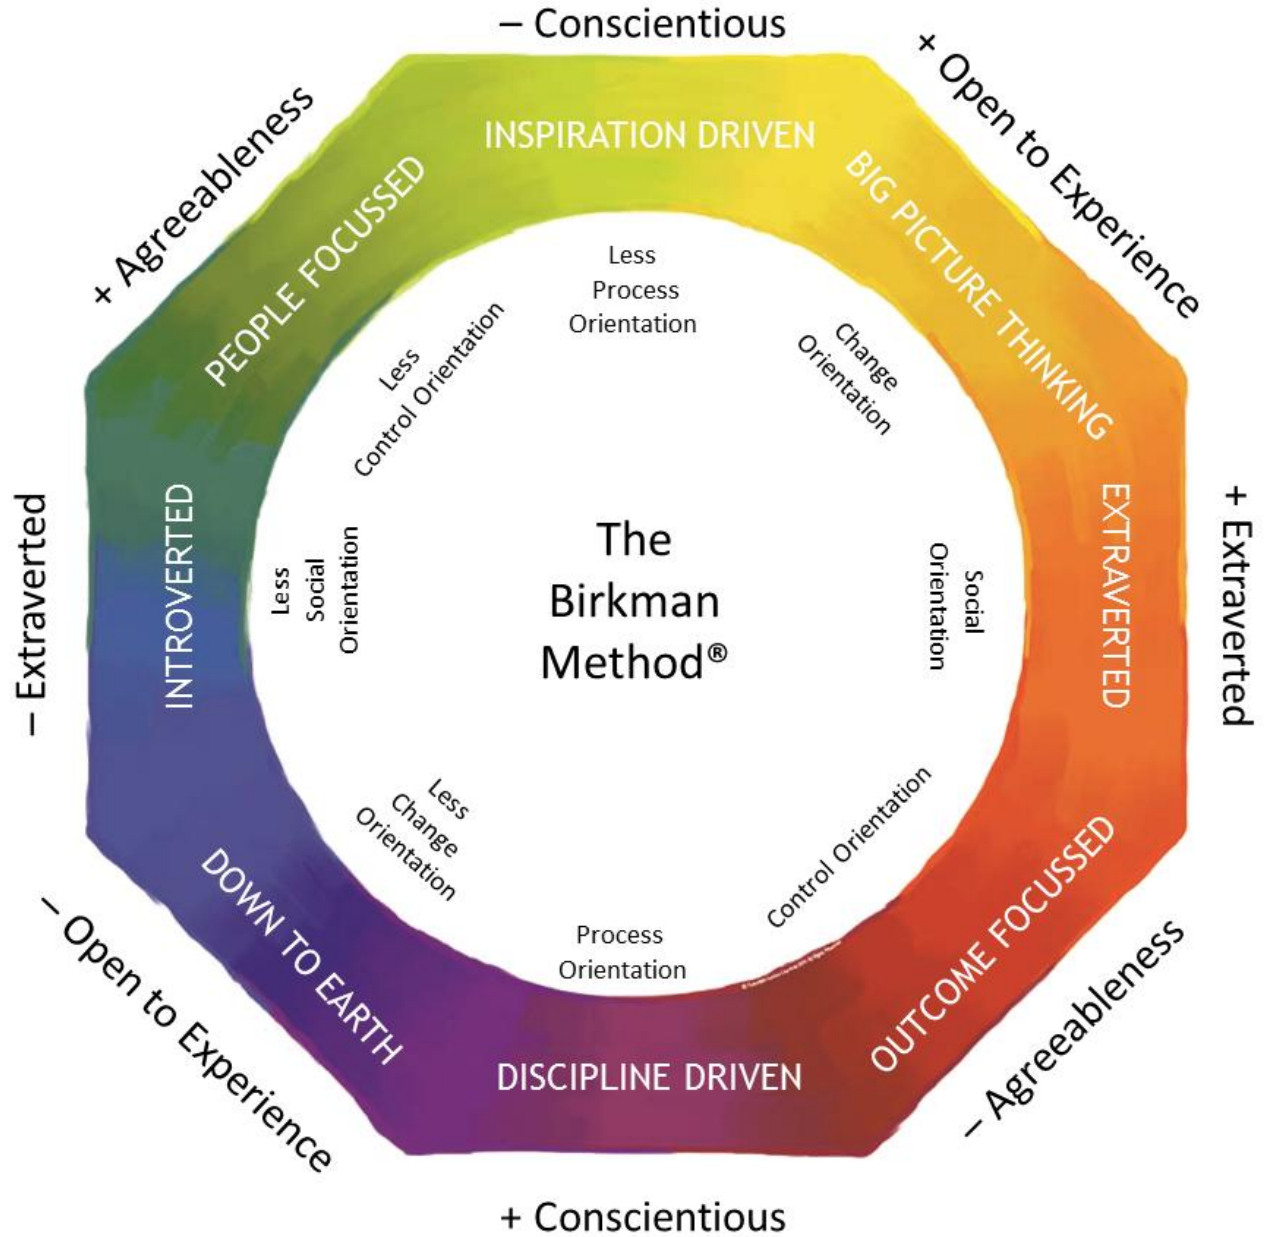 – Conscientious
+ Open to Experience
+ Agreeableness
INSPIRATION DRIVEN
BIG PICTURE THINKING
PEOPLE FOCUSSED
Less
Process
Orientation
Change
Orientation
Less
Control Orientation
– Extraverted
INTROVERTED
Less
Social
Orientation
The
Birkman
Method®
Social
Orientation
EXTRAVERTED
+ Extraverted
Less
Change
Orientation
Control Orientation
Process
Orientation
DOWN TO EARTH
OUTCOME FOCUSSED
DISCIPLINE DRIVEN
– Open to Experience
– Agreeableness
+ Conscientious